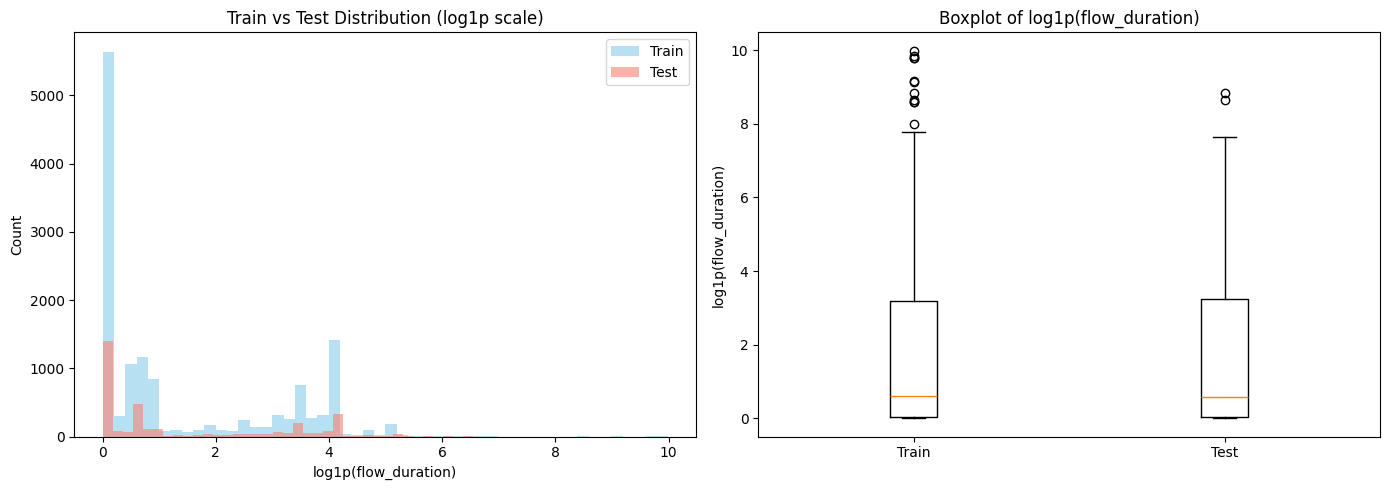 Train vs Test Distribution (log1p scale)
Train
Test
Count
5000
4000
3000
2000
1000
0
0 2 4 6 8 10
log1p(flow_duration)
Boxplot of log1p(flow_duration)
log1p(flow_duration)
10
8
6
4
2
0
Train Test